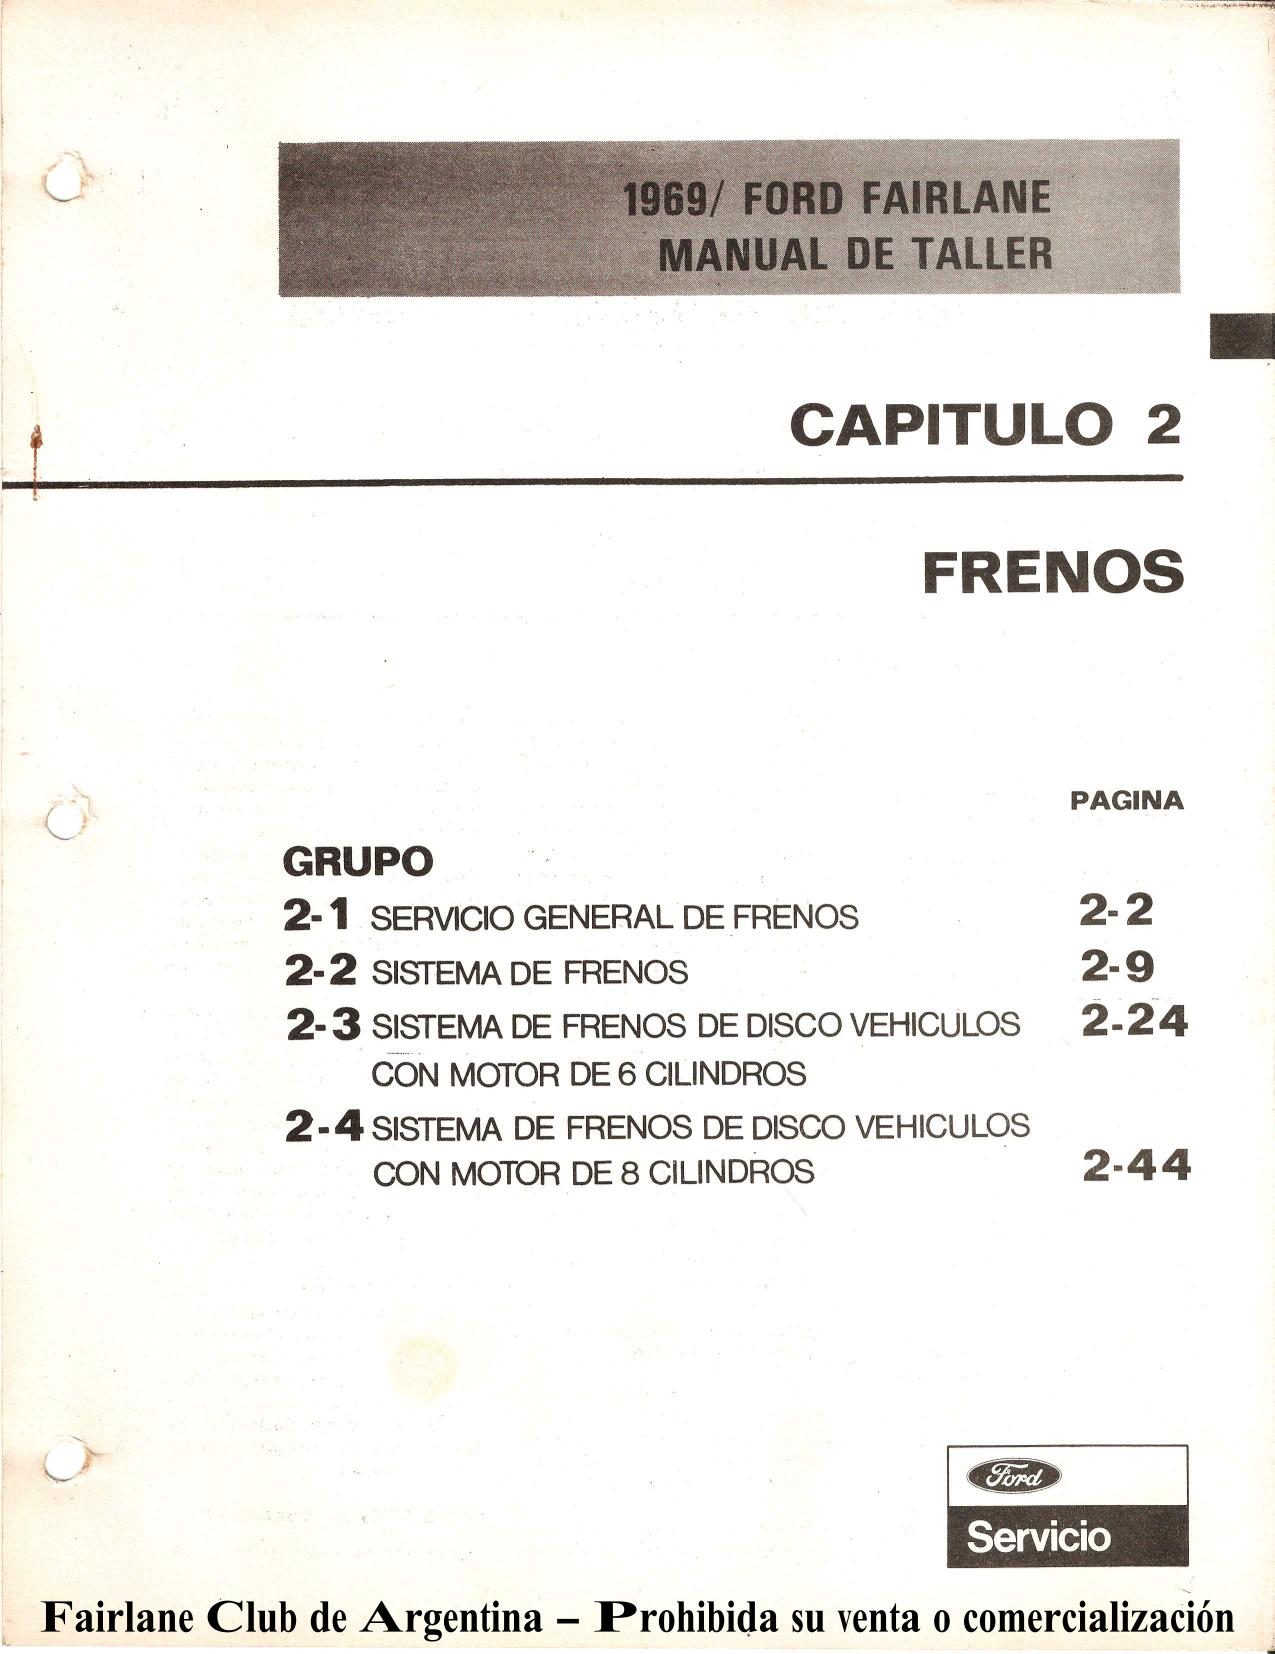 1969/ FORD FAIRLANE
MANUAL DE TALLER
CAPITULO 2
FRENOS
PAGINA
GRUPO
2-1 SERVICIO GENERAL DE FRENOS 2-2
2-2 SISTEMA DE FRENOS 2-9
2-3 SISTEMA DE FRENOS DE DISCO VEHICULOS 2-24
CON MOTOR DE 6 CILINDROS
2-4 SISTEMA DE FRENOS DE DISCO VEHICULOS
CON MOTOR DE 8 CILINDROS 2-44
Ford
Servicio
Fairlane Club de Argentina – Prohibida su venta o comercialización